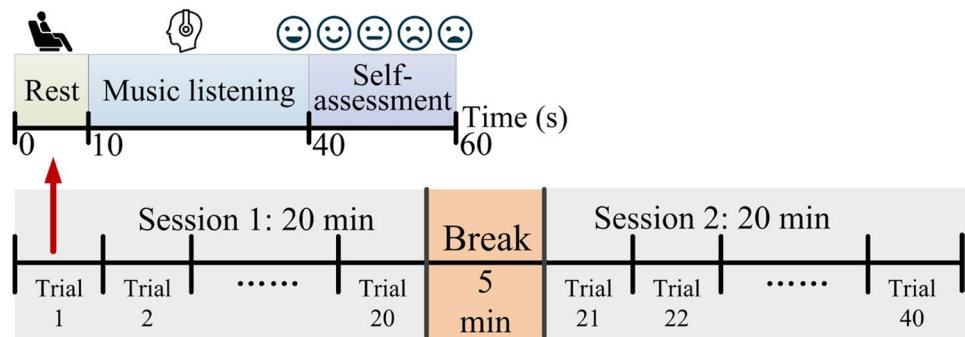 Rest
Music listening
Self-
assessment
Time (s)
0 10 40 60
Session 1: 20 min
Break
5
min
Session 2: 20 min
Trial
1
Trial
2
......
Trial
20
Trial
21
Trial
22
......
Trial
40